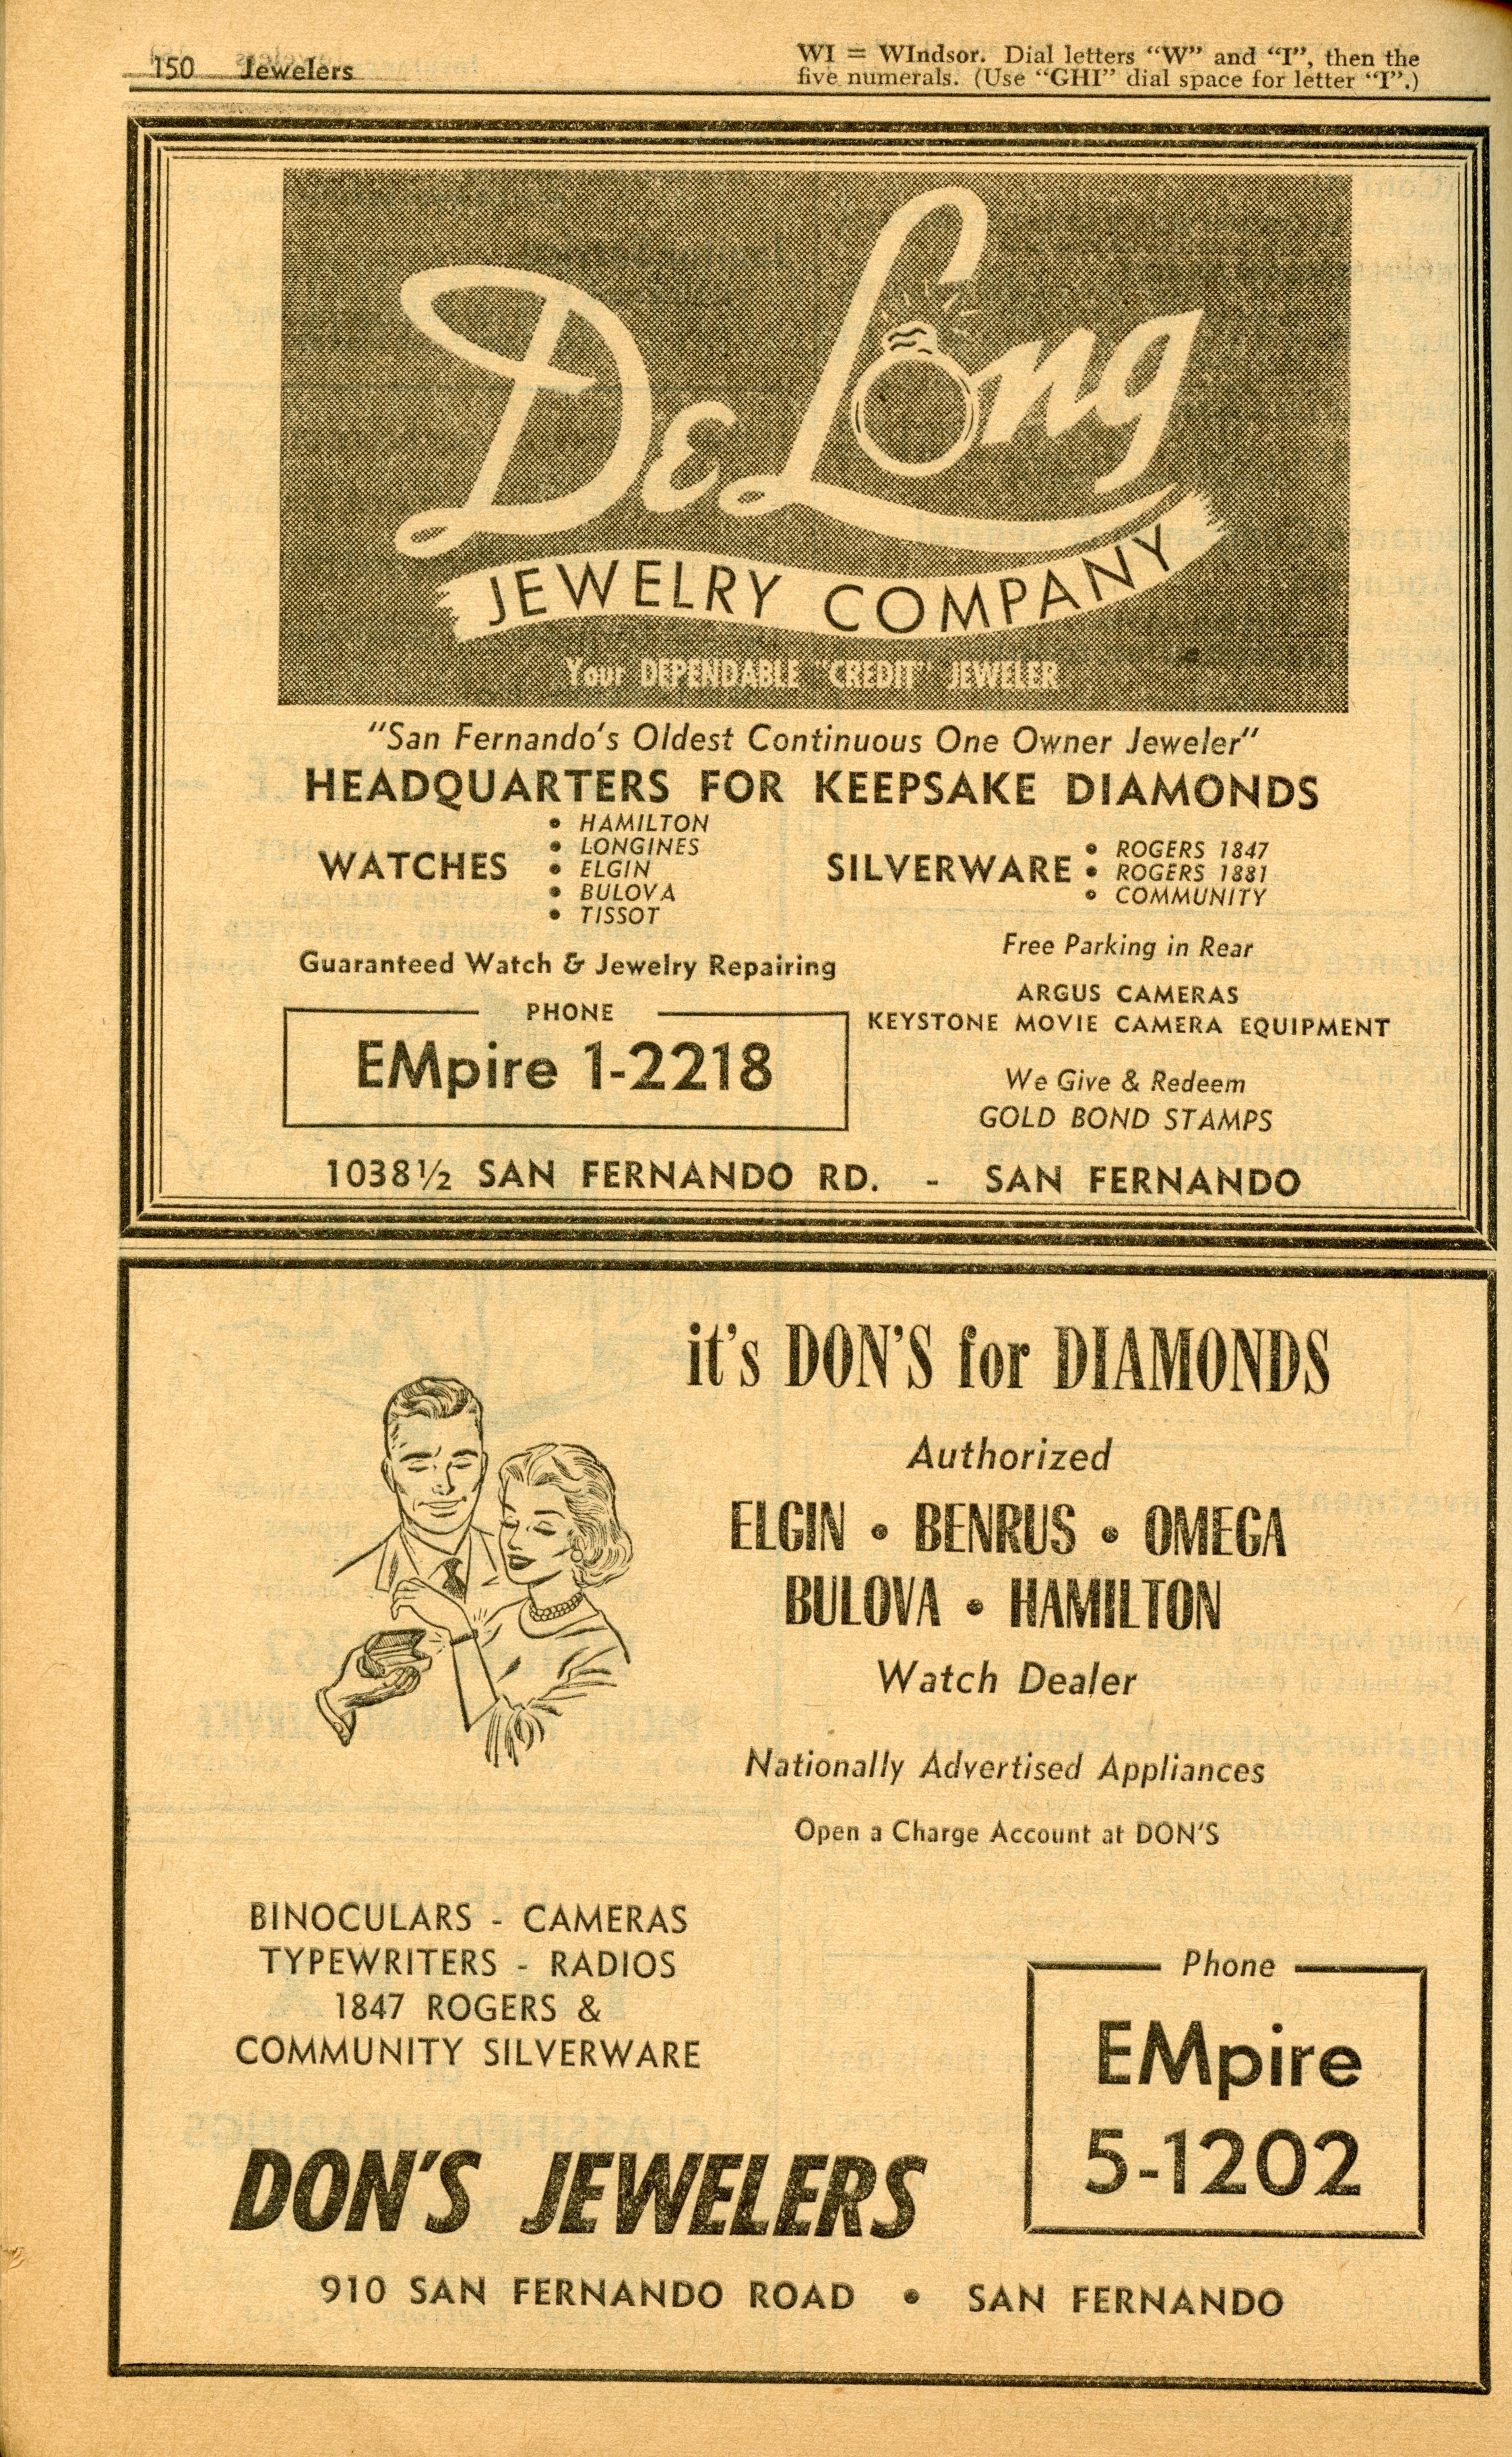 150 Jewelers
WI = WIndsor. Dial letters "W" and "I", then the
five numerals. (Use "GHI" dial space for letter "I".)
DeLong
JEWELRY COMPANY
Your DEPENDABLE "CREDIT" JEWELER
"San Fernando's Oldest Continuous One Owner Jeweler"
HEADQUARTERS FOR KEEPSAKE DIAMONDS
WATCHES
• HAMILTON
• LONGINES
• ELGIN
• BULOVA
• TISSOT
SILVERWARE
• ROGERS 1847
• ROGERS 1881
• COMMUNITY
Guaranteed Watch & Jewelry Repairing
Free Parking in Rear
ARGUS CAMERAS
KEYSTONE MOVIE CAMERA EQUIPMENT
PHONE
EMpire 1-2218
We Give & Redeem
GOLD BOND STAMPS
1038½ SAN FERNANDO RD. - SAN FERNANDO
it's DON'S for DIAMONDS
Authorized
ELGIN • BENRUS • OMEGA
BULOVA • HAMILTON
Watch Dealer
Nationally Advertised Appliances
Open a Charge Account at DON'S
BINOCULARS - CAMERAS
TYPEWRITERS - RADIOS
1847 ROGERS &
COMMUNITY SILVERWARE
Phone
EMpire
5-1202
DON'S JEWELERS
910 SAN FERNANDO ROAD • SAN FERNANDO